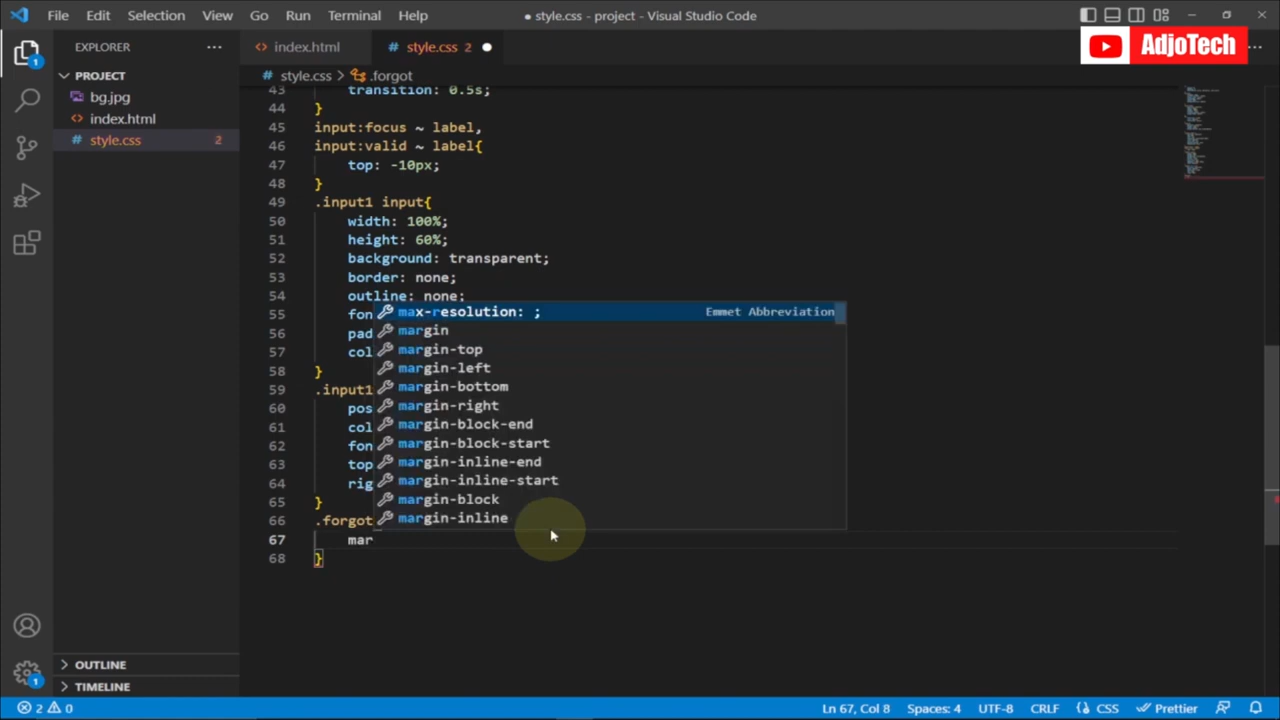 File Edit Selection View Go Run Terminal Help
● style.css - project - Visual Studio Code
AdjoTech
EXPLORER ···
PROJECT
bg.jpg
index.html
style.css 2
OUTLINE
TIMELINE
1
1
index.html
style.css 2
style.css > .forgot
43 transition: 0.5s;
44 }
45 input:focus ~ label,
46 input:valid ~ label{
47 top: -10px;
48 }
49 .input1 input{
50 width: 100%;
51 height: 60%;
52 background: transparent;
53 border: none;
54 outline: none;
55 fon
56 pad
57 col
58 }
59 .input1
60 pos
61 col
62 fon
63 top
64 rig
65 }
66 .forgot
67 mar
68 }
max-resolution: ; Emmet Abbreviation
margin
margin-top
margin-left
margin-bottom
margin-right
margin-block-end
margin-block-start
margin-inline-end
margin-inline-start
margin-block
margin-inline
2 0
Ln 67, Col 8 Spaces: 4 UTF-8 CRLF CSS Prettier